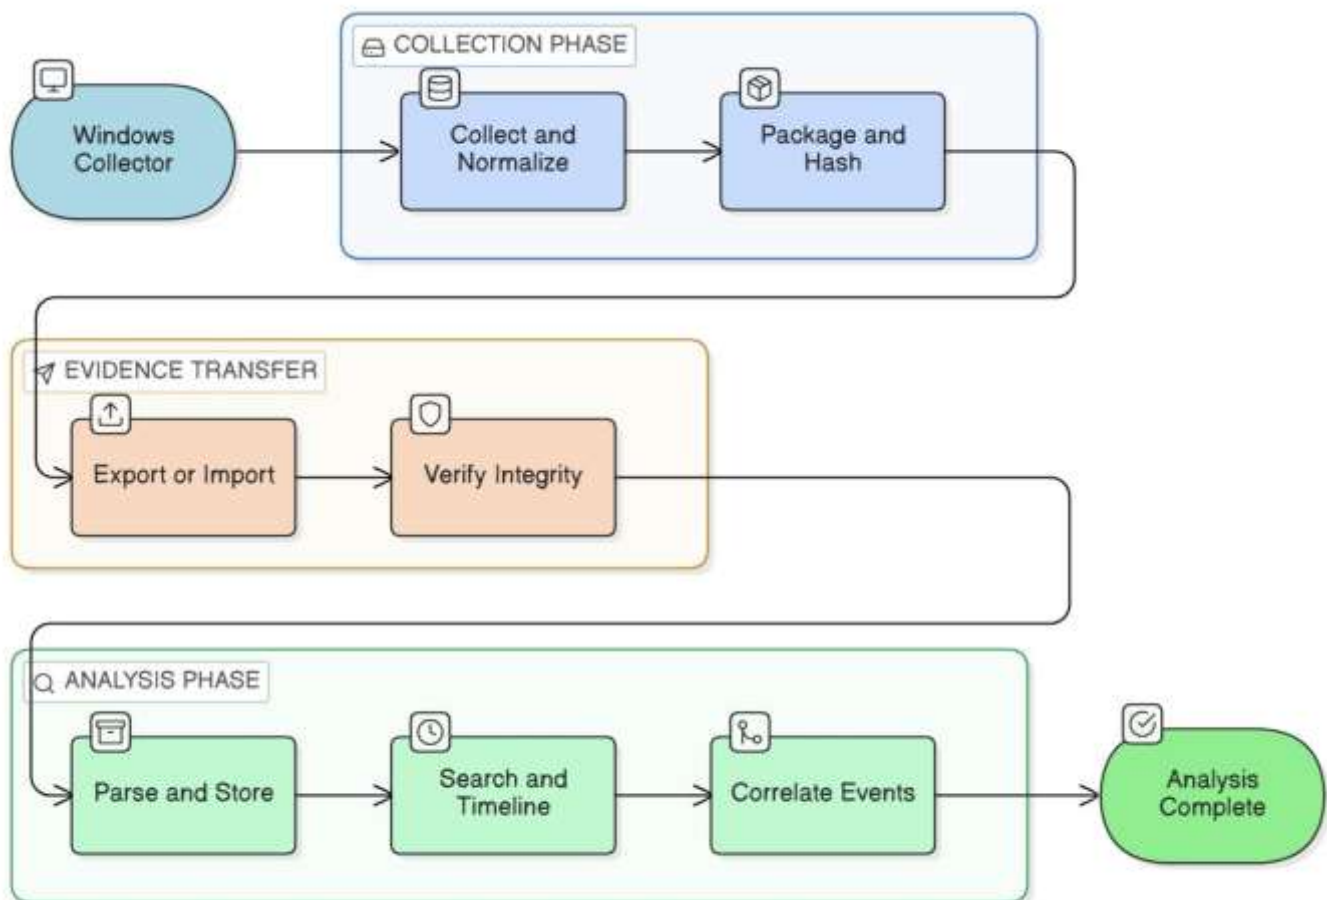 COLLECTION PHASE
Windows
Collector
Collect and
Normalize
Package and
Hash
EVIDENCE TRANSFER
Export or Import
Verify Integrity
ANALYSIS PHASE
Parse and Store
Search and
Timeline
Correlate Events
Analysis
Complete